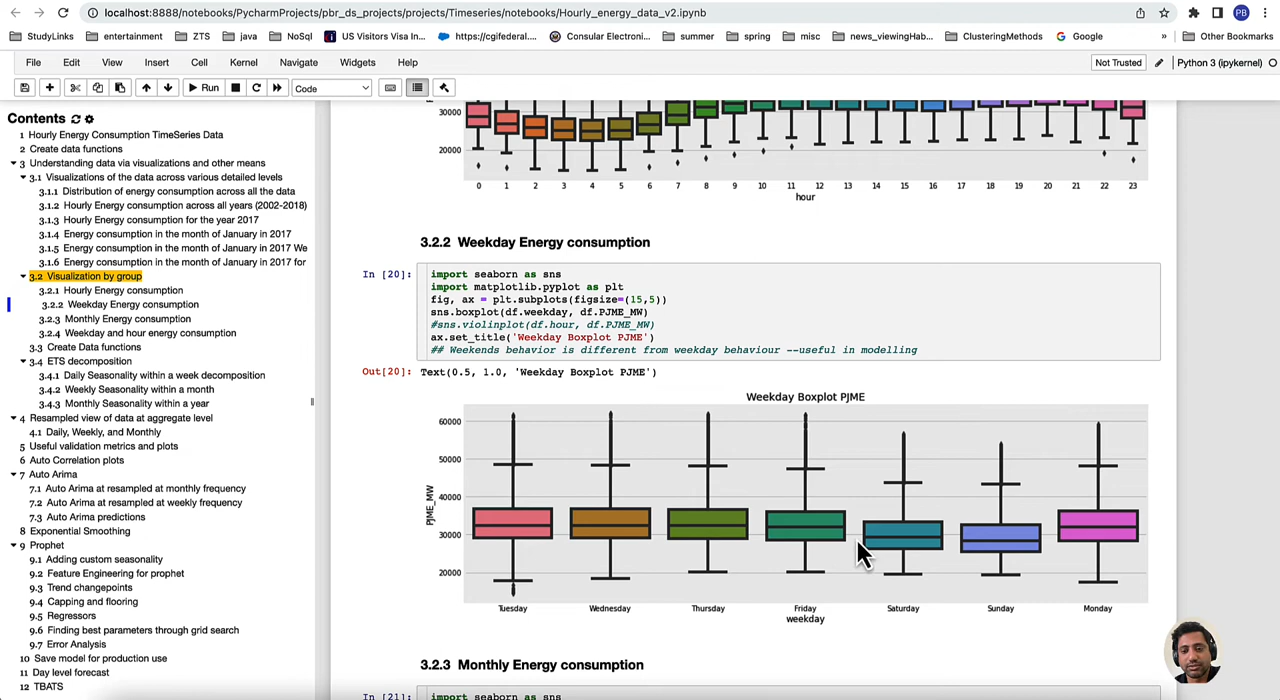 localhost:8888/notebooks/PycharmProjects/pbr_ds_projects/projects/Timeseries/notebooks/Hourly_energy_data_v2.ipynb
PB
StudyLinks entertainment ZTS java NoSql US Visitors Visa In... https://cgifederal.... Consular Electroni... summer spring misc news_viewingHab... ClusteringMethods Google » Other Bookmarks
File Edit View Insert Cell Kernel Navigate Widgets Help Not Trusted Python 3 (ipykernel)
Run Code
Contents
1 Hourly Energy Consumption TimeSeries Data
2 Create data functions
3 Understanding data via visualizations and other means
3.1 Visualizations of the data across various detailed levels
3.1.1 Distribution of energy consumption across all the data
3.1.2 Hourly Energy consumption across all years (2002-2018)
3.1.3 Hourly Energy consumption for the year 2017
3.1.4 Energy consumption in the month of January in 2017
3.1.5 Energy consumption in the month of January in 2017 We
3.1.6 Energy consumption in the month of January in 2017 for
3.2 Visualization by group
3.2.1 Hourly Energy consumption
3.2.2 Weekday Energy consumption
3.2.3 Monthly Energy consumption
3.2.4 Weekday and hour energy consumption
3.3 Create Data functions
3.4 ETS decomposition
3.4.1 Daily Seasonality within a week decomposition
3.4.2 Weekly Seasonality within a month
3.4.3 Monthly Seasonality within a year
4 Resampled view of data at aggregate level
4.1 Daily, Weekly, and Monthly
5 Useful validation metrics and plots
6 Auto Correlation plots
7 Auto Arima
7.1 Auto Arima at resampled at monthly frequency
7.2 Auto Arima at resampled at weekly frequency
7.3 Auto Arima predictions
8 Exponential Smoothing
9 Prophet
9.1 Adding custom seasonality
9.2 Feature Engineering for prophet
9.3 Trend changepoints
9.4 Capping and flooring
9.5 Regressors
9.6 Finding best parameters through grid search
9.7 Error Analysis
10 Save model for production use
11 Day level forecast
12 TBATS
30000
20000
0 1 2 3 4 5 6 7 8 9 10 11 12 13 14 15 16 17 18 19 20 21 22 23
hour
3.2.2 Weekday Energy consumption
In [20]: import seaborn as sns
import matplotlib.pyplot as plt
fig, ax = plt.subplots(figsize=(15,5))
sns.boxplot(df.weekday, df.PJME_MW)
#sns.violinplot(df.hour, df.PJME_MW)
ax.set_title('Weekday Boxplot PJME')
## Weekends behavior is different from weekday behaviour --useful in modelling
Out[20]: Text(0.5, 1.0, 'Weekday Boxplot PJME')
Weekday Boxplot PJME
60000
50000
40000
30000
20000
PJME_MW
Tuesday Wednesday Thursday Friday Saturday Sunday Monday
weekday
3.2.3 Monthly Energy consumption
In [21]: import seaborn as sns